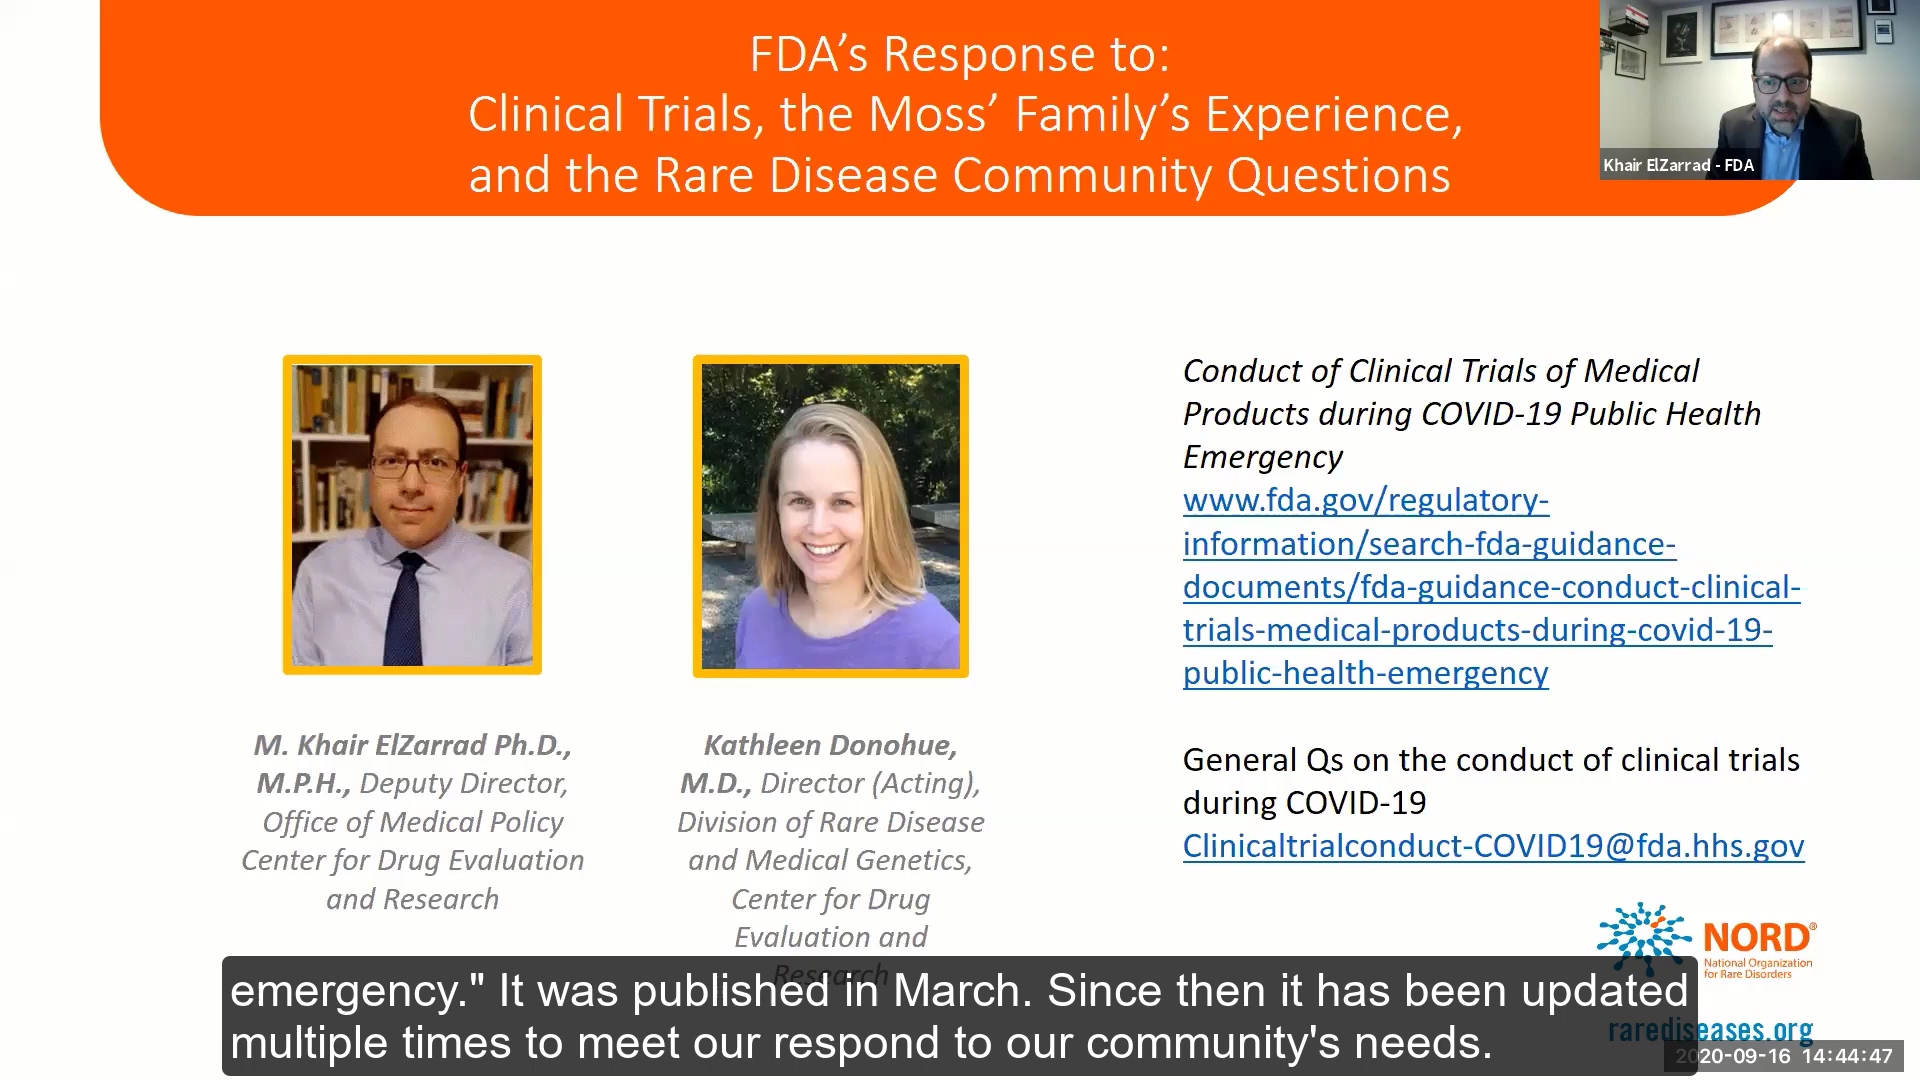 FDA’s Response to:
Clinical Trials, the Moss’ Family’s Experience,
and the Rare Disease Community Questions
Khair ElZarrad - FDA
M. Khair ElZarrad Ph.D.,
M.P.H., Deputy Director,
Office of Medical Policy
Center for Drug Evaluation
and Research
Kathleen Donohue,
M.D., Director (Acting),
Division of Rare Disease
and Medical Genetics,
Center for Drug
Evaluation and
Research
Conduct of Clinical Trials of Medical
Products during COVID-19 Public Health
Emergency
www.fda.gov/regulatory-
information/search-fda-guidance-
documents/fda-guidance-conduct-clinical-
trials-medical-products-during-covid-19-
public-health-emergency
General Qs on the conduct of clinical trials
during COVID-19
Clinicaltrialconduct-COVID19@fda.hhs.gov
NORD®
National Organization
for Rare Disorders
rarediseases.org
emergency." It was published in March. Since then it has been updated
multiple times to meet our respond to our community's needs.
2020-09-16 14:44:47